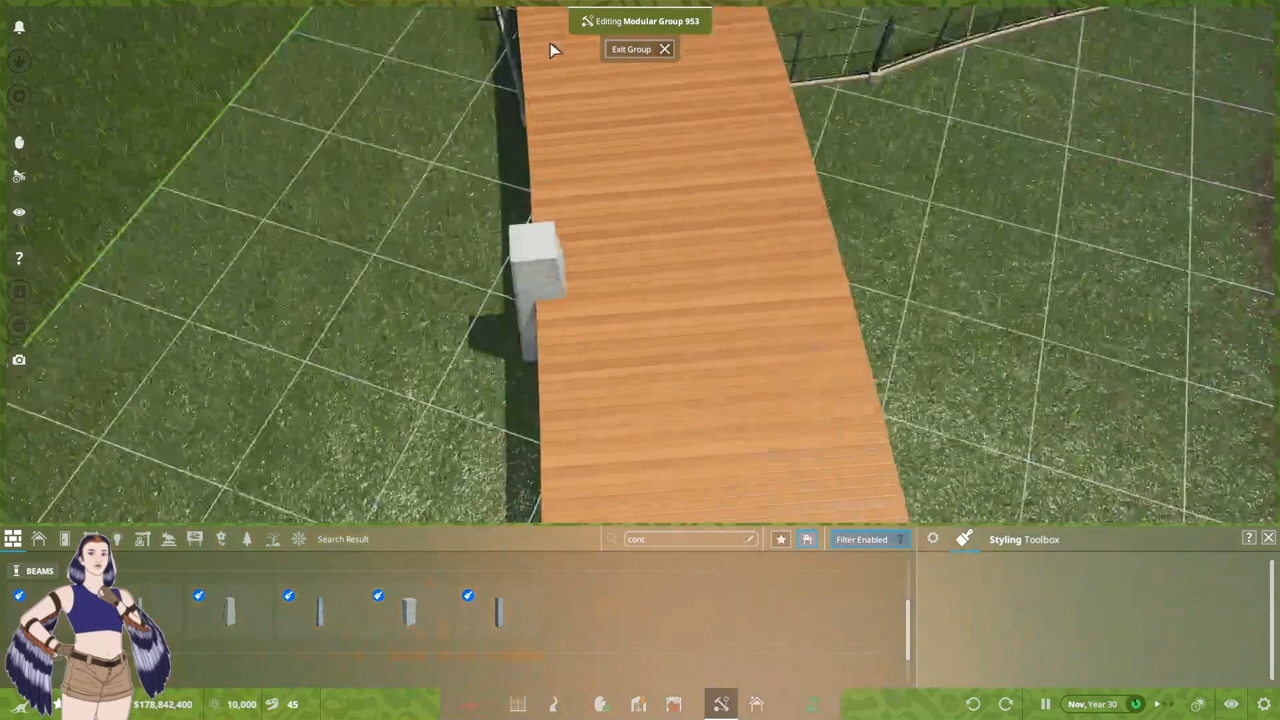 Editing Modular Group 953
Exit Group
conc
Search Result
Filter Enabled
Styling Toolbox
?
?
BEAMS
$178,842,400
10,000
45
Nov, Year 30